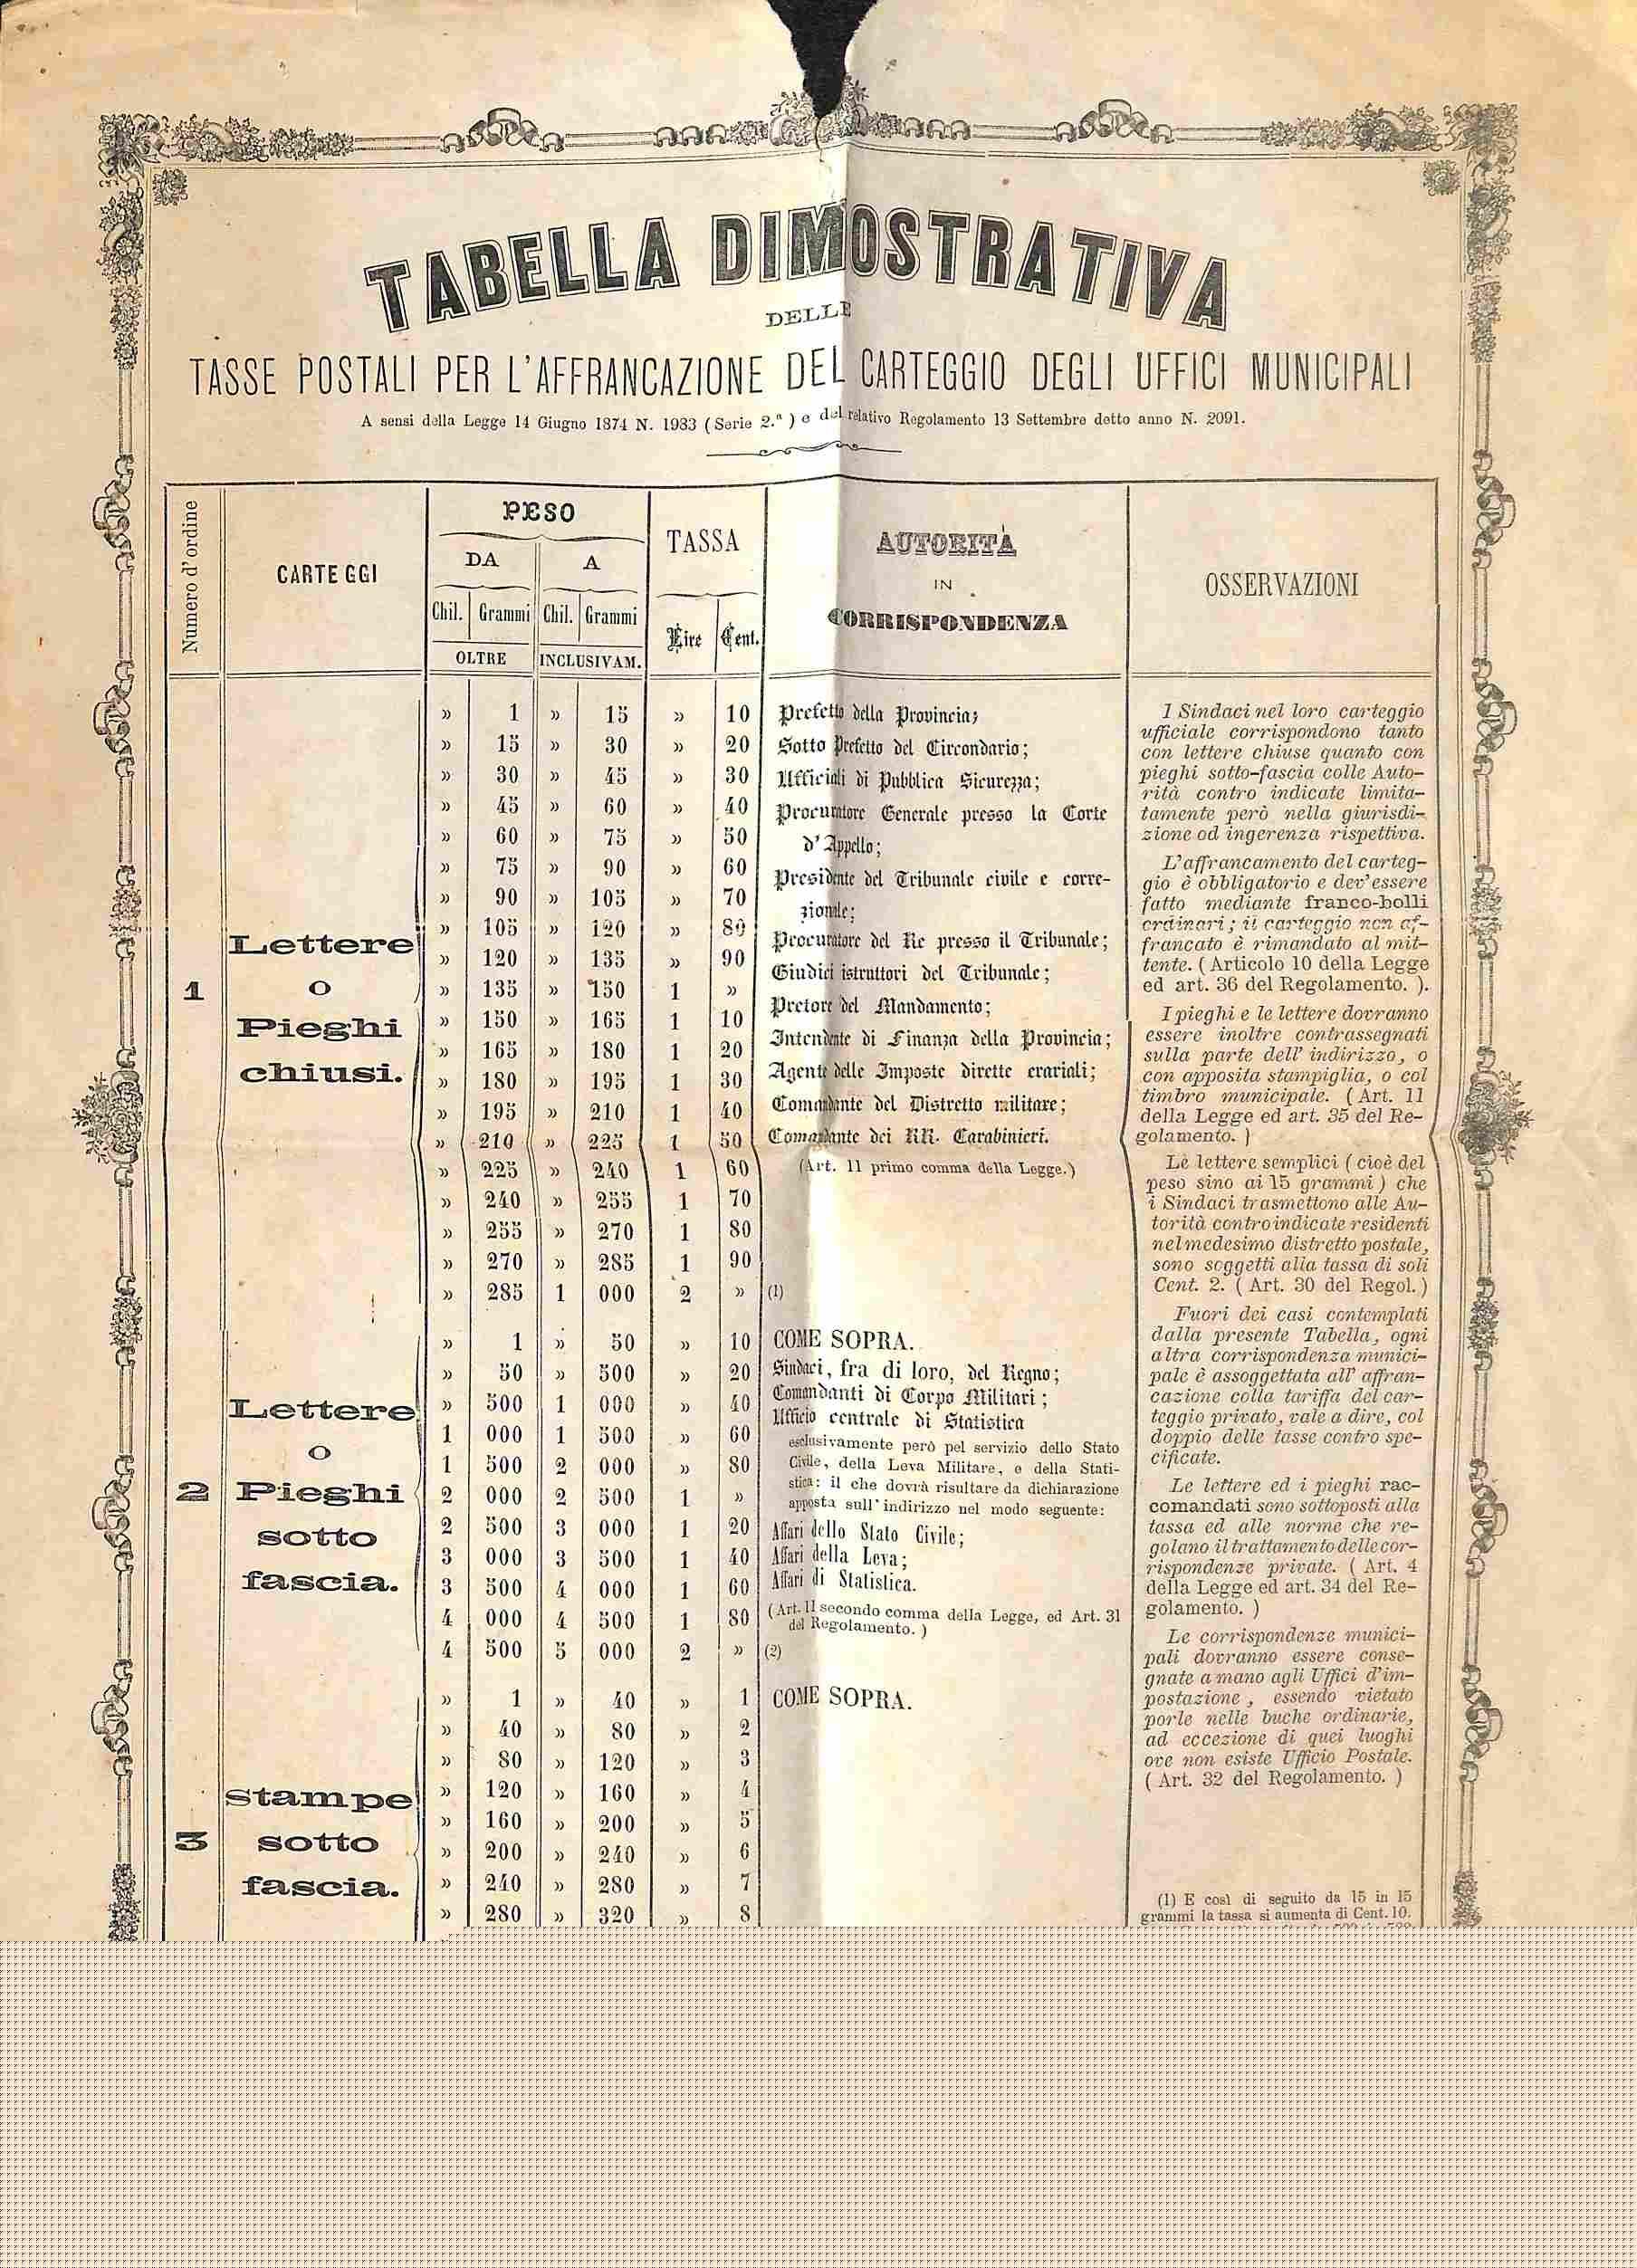 TABELLA DIMOSTRATIVA
DELLE
TASSE POSTALI PER L'AFFRANCAZIONE DEL CARTEGGIO DEGLI UFFICI MUNICIPALI
A sensi della Legge 14 Giugno 1874 N. 1983 (Serie 2.ª) e del relativo Regolamento 13 Settembre detto anno N. 2091.
Numero d'ordine
CARTEGGI
PESO
DA
A
Chil. Grammi Chil. Grammi
OLTRE INCLUSIVAM.
TASSA
Lire Cent.
AUTORITÀ
IN
CORRISPONDENZA
OSSERVAZIONI
1
Lettere
o
Pieghi
chiusi.
» 1 » 15 » 10
» 15 » 30 » 20
» 30 » 45 » 30
» 45 » 60 » 40
» 60 » 75 » 50
» 75 » 90 » 60
» 90 » 105 » 70
» 105 » 120 » 80
» 120 » 135 » 90
» 135 » 150 1 »
» 150 » 165 1 10
» 165 » 180 1 20
» 180 » 195 1 30
» 195 » 210 1 40
» 210 » 225 1 50
» 225 » 240 1 60
» 240 » 255 1 70
» 255 » 270 1 80
» 270 » 285 1 90
» 285 1 000 2 » (1)
Prefetto della Provincia;
Sotto Prefetto del Circondario;
Ufficiali di Pubblica Sicurezza;
Procuratore Generale presso la Corte
d'Appello;
Presidente del Tribunale civile e corre-
zionale;
Procuratore del Re presso il Tribunale;
Giudici istruttori del Tribunale;
Pretore del Mandamento;
Intendente di Finanza della Provincia;
Agente delle Imposte dirette erariali;
Comandante del Distretto militare;
Comandante dei RR. Carabinieri.
(Art. 11 primo comma della Legge.)
2
Lettere
o
Pieghi
sotto
fascia.
» 1 » 50 » 10
» 50 » 500 » 20
» 500 1 000 » 40
1 000 1 500 » 60
1 500 2 000 » 80
2 000 2 500 1 »
2 500 3 000 1 20
3 000 3 500 1 40
3 500 4 000 1 60
4 000 4 500 1 80
4 500 5 000 2 » (2)
COME SOPRA.
Sindaci, fra di loro, del Regno;
Comandanti di Corpo Militari;
Ufficio centrale di Statistica
esclusivamente però pel servizio dello Stato
Civile, della Leva Militare, e della Stati-
stica: il che dovrà risultare da dichiarazione
apposta sull'indirizzo nel modo seguente:
Affari dello Stato Civile;
Affari della Leva;
Affari di Statistica.
(Art. 11 secondo comma della Legge, ed Art. 31
del Regolamento.)
3
Stampe
sotto
fascia.
» 1 » 40 » 1
» 40 » 80 » 2
» 80 » 120 » 3
» 120 » 160 » 4
» 160 » 200 » 5
» 200 » 240 » 6
» 240 » 280 » 7
» 280 » 320 » 8
COME SOPRA.
I Sindaci nel loro carteggio
ufficiale corrispondono tanto
con lettere chiuse quanto con
pieghi sotto-fascia colle Auto-
rità contro indicate limita-
tamente però nella giurisdi-
zione od ingerenza rispettiva.
L'affrancamento del carteg-
gio è obbligatorio e dev'essere
fatto mediante franco-bolli
ordinari; il carteggio non af-
francato è rimandato al mit-
tente. (Articolo 10 della Legge
ed art. 36 del Regolamento.).
I pieghi e le lettere dovranno
essere inoltre contrassegnati
sulla parte dell'indirizzo, o
con apposita stampiglia, o col
timbro municipale. (Art. 11
della Legge ed art. 35 del Re-
golamento.)
Le lettere semplici (cioè del
peso sino ai 15 grammi) che
i Sindaci trasmettono alle Au-
torità controindicate residenti
nel medesimo distretto postale,
sono soggetti alla tassa di soli
Cent. 2. (Art. 30 del Regol.)
Fuori dei casi contemplati
dalla presente Tabella, ogni
altra corrispondenza munici-
pale è assoggettata all'affran-
cazione colla tariffa del car-
teggio privato, vale a dire, col
doppio delle tasse contro spe-
cificate.
Le lettere ed i pieghi rac-
comandati sono sottoposti alla
tassa ed alle norme che re-
golano il trattamento delle cor-
rispondenze private. (Art. 4
della Legge ed art. 34 del Re-
golamento.)
Le corrispondenze munici-
pali dovranno essere conse-
gnate a mano agli Uffici d'im-
postazione, essendo vietato
porle nelle buche ordinarie,
ad eccezione di quei luoghi
ove non esiste Ufficio Postale.
(Art. 32 del Regolamento.)
(1) E così di seguito da 15 in 15
grammi la tassa si aumenta di Cent. 10.